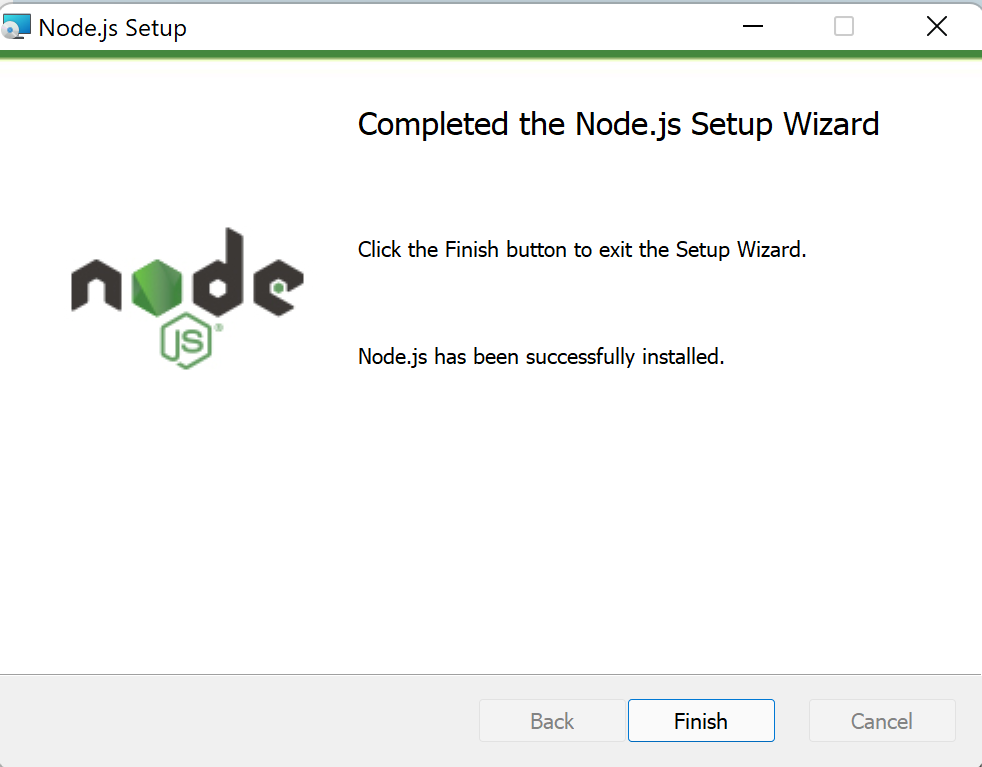 Node.js Setup
Completed the Node.js Setup Wizard
Click the Finish button to exit the Setup Wizard.
node
JS®
Node.js has been successfully installed.
Back
Finish
Cancel